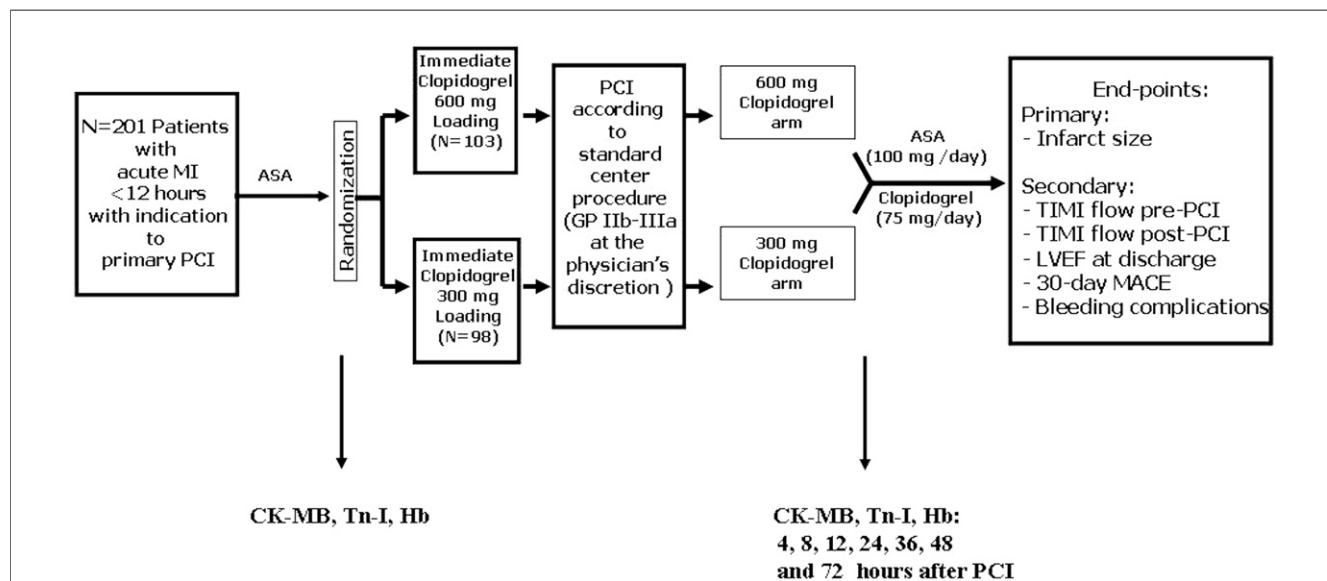 N=201 Patients
with
acute MI
<12 hours
with indication
to
primary PCI
ASA
Randomization
Immediate
Clopidogrel
600 mg
Loading
(N=103)
Immediate
Clopidogrel
300 mg
Loading
(N=98)
PCI
according
to
standard
center
procedure
(GP IIb-IIIa
at the
physician's
discretion )
600 mg
Clopidogrel
arm
300 mg
Clopidogrel
arm
ASA
(100 mg /day)
Clopidogrel
(75 mg/day)
End-points:
Primary:
- Infarct size
Secondary:
- TIMI flow pre-PCI
- TIMI flow post-PCI
- LVEF at discharge
- 30-day MACE
- Bleeding complications
CK-MB, Tn-I, Hb
CK-MB, Tn-I, Hb:
4, 8, 12, 24, 36, 48
and 72 hours after PCI